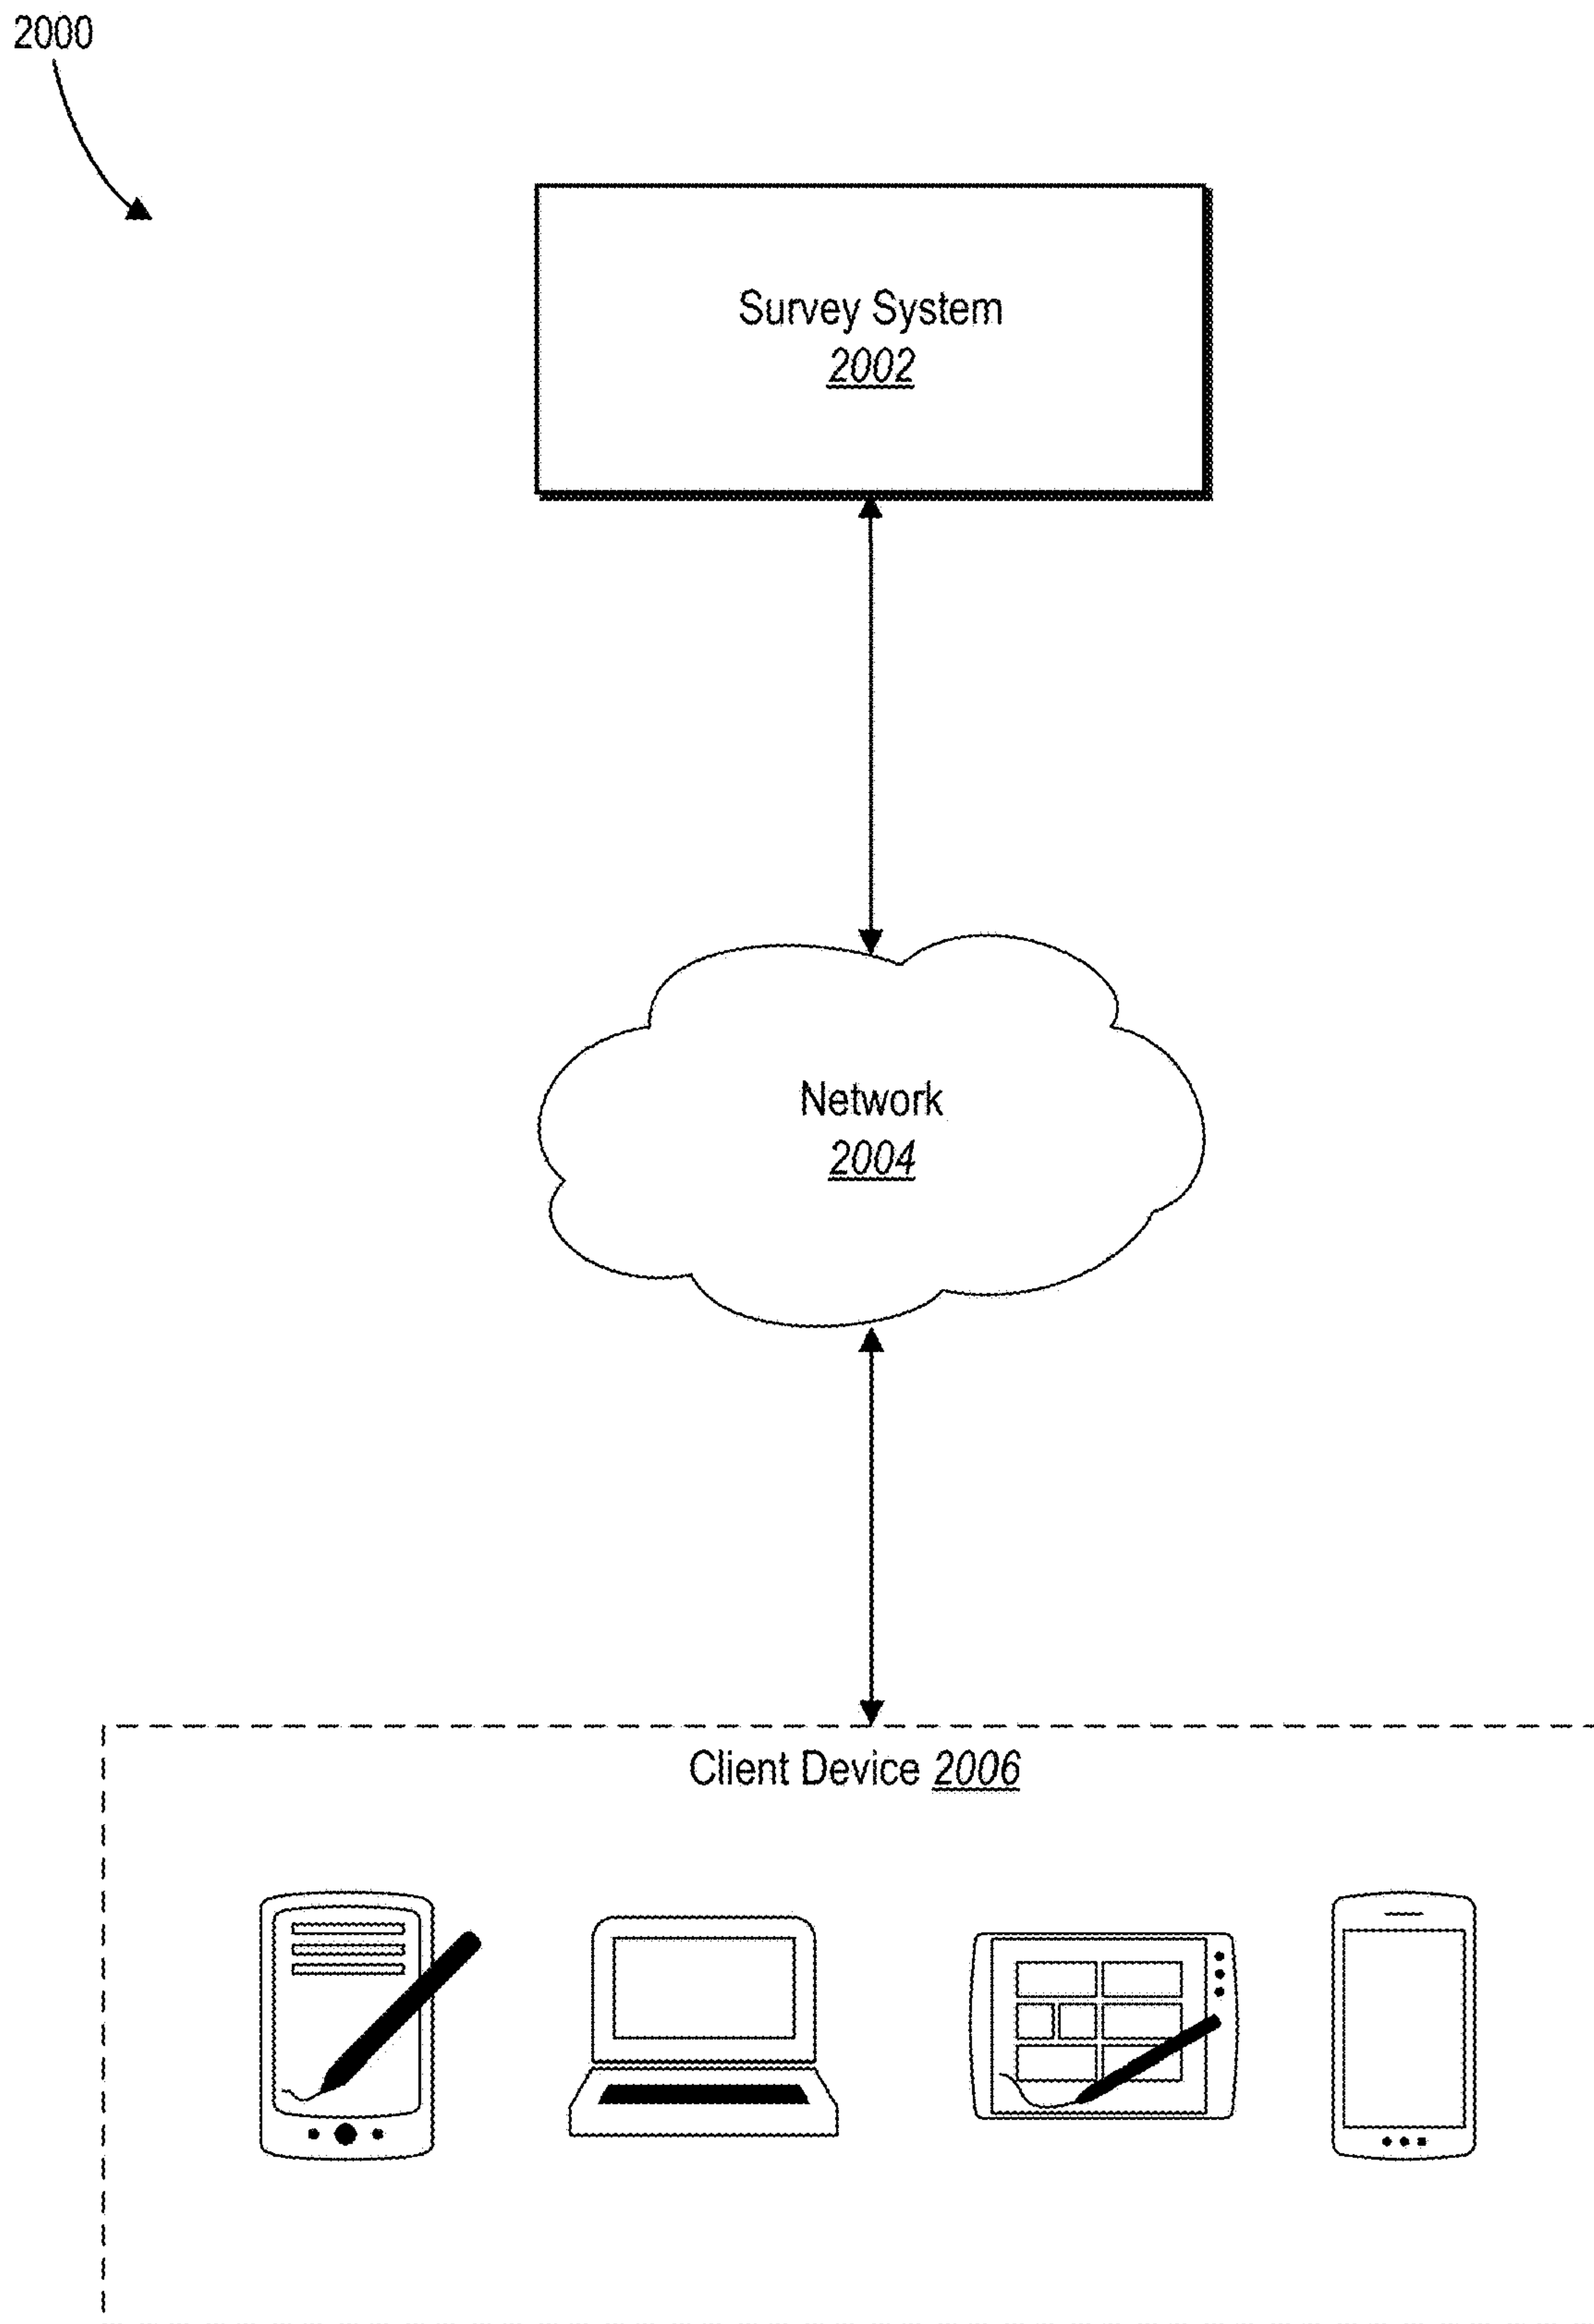 2000
Survey System
2002
Network
2004
Client Device 2006